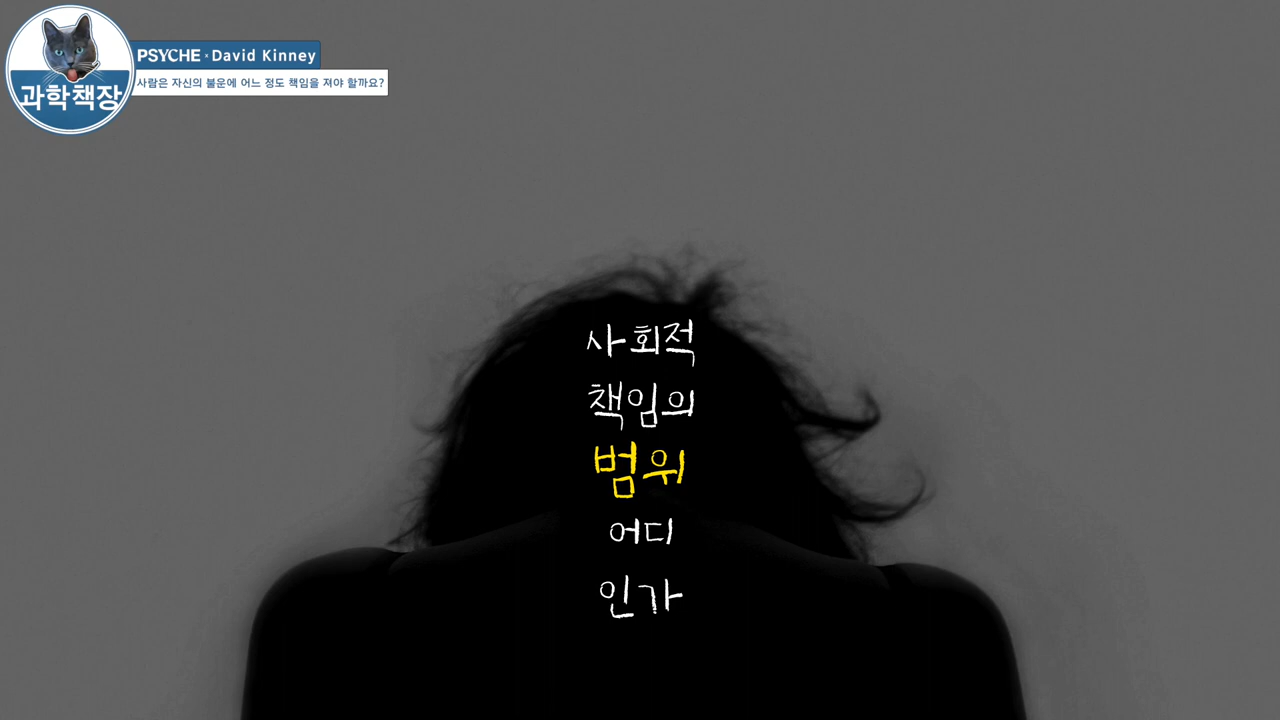 PSYCHE x David Kinney
사람은 자신의 불운에 어느 정도 책임을 져야 할까요?
과학책장
사회적
책임의
범위
어디
인가